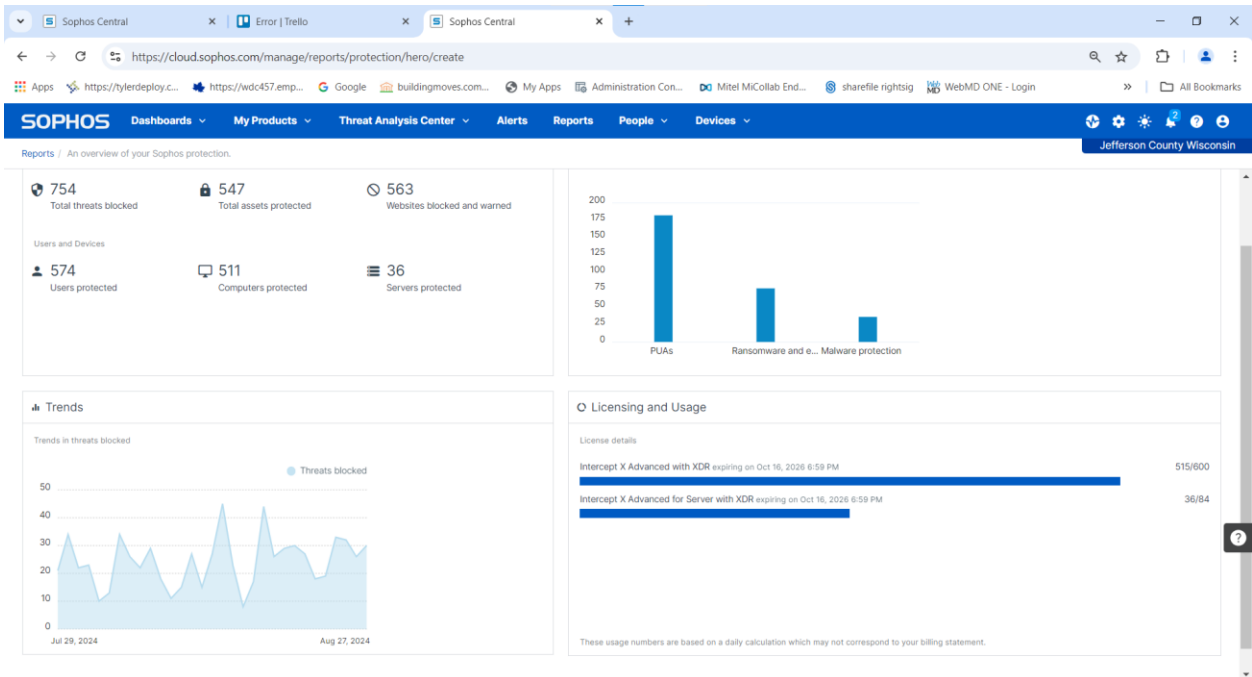 Sophos Central
Error | Trello
Sophos Central
https://cloud.sophos.com/manage/reports/protection/hero/create
Apps https://tylerdeploy.c... https://wdc457.emp... Google buildingmoves.com... My Apps Administration Con... Mitel MiCollab End... sharefile rightsig WebMD ONE - Login » All Bookmarks
SOPHOS Dashboards My Products Threat Analysis Center Alerts Reports People Devices 2
Jefferson County Wisconsin
Reports / An overview of your Sophos protection.
754
Total threats blocked
547
Total assets protected
563
Websites blocked and warned
Users and Devices
574
Users protected
511
Computers protected
36
Servers protected
200
175
150
125
100
75
50
25
0
PUAs Ransomware and e... Malware protection
Trends
Trends in threats blocked
Threats blocked
50
40
30
20
10
0
Jul 29, 2024 Aug 27, 2024
Licensing and Usage
License details
Intercept X Advanced with XDR expiring on Oct 16, 2026 6:59 PM 515/600
Intercept X Advanced for Server with XDR expiring on Oct 16, 2026 6:59 PM 36/84
These usage numbers are based on a daily calculation which may not correspond to your billing statement.